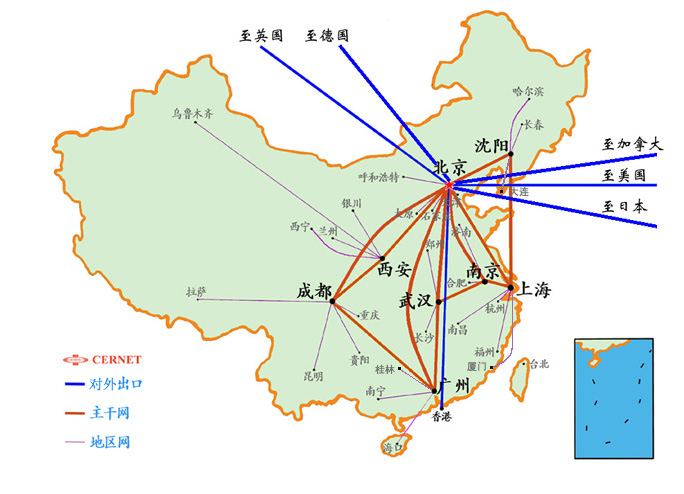 至英国
至德国
哈尔滨
乌鲁木齐
长春
沈阳
至加拿大
北京
呼和浩特
至美国
大连
银川
太原
石家
至日本
西宁
兰州
济南
郑州
西安
南京
合肥
成都
拉萨
武汉
上海
杭州
重庆
南昌
长沙
福州
贵阳
厦门
台北
CERNET
桂林
昆明
对外出口
广州
南宁
主干网
香港
地区网
海口